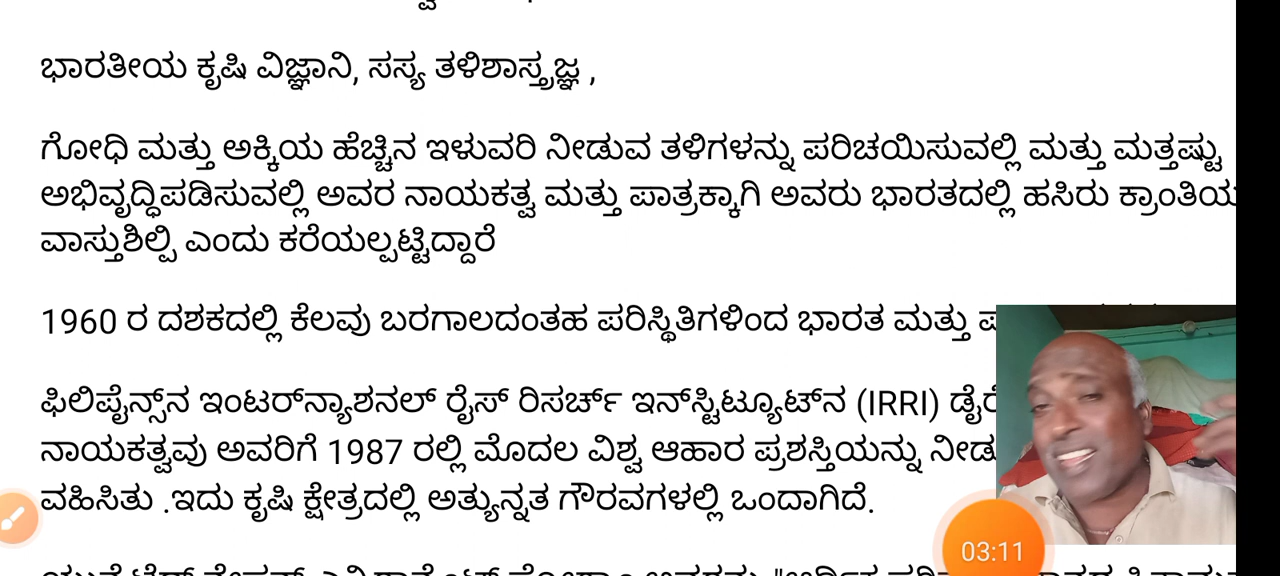 ಭಾರತೀಯ ಕೃಷಿ ವಿಜ್ಞಾನಿ, ಸಸ್ಯ ತಳಿಶಾಸ್ತ್ರಜ್ಞ ,
ಗೋಧಿ ಮತ್ತು ಅಕ್ಕಿಯ ಹೆಚ್ಚಿನ ಇಳುವರಿ ನೀಡುವ ತಳಿಗಳನ್ನು ಪರಿಚಯಿಸುವಲ್ಲಿ ಮತ್ತು ಮತ್ತಷ್ಟು
ಅಭಿವೃದ್ಧಿಪಡಿಸುವಲ್ಲಿ ಅವರ ನಾಯಕತ್ವ ಮತ್ತು ಪಾತ್ರಕ್ಕಾಗಿ ಅವರು ಭಾರತದಲ್ಲಿ ಹಸಿರು ಕ್ರಾಂತಿಯ
ವಾಸ್ತುಶಿಲ್ಪಿ ಎಂದು ಕರೆಯಲ್ಪಟ್ಟಿದ್ದಾರೆ
1960 ರ ದಶಕದಲ್ಲಿ ಕೆಲವು ಬರಗಾಲದಂತಹ ಪರಿಸ್ಥಿತಿಗಳಿಂದ ಭಾರತ ಮತ್ತು
ಫಿಲಿಪೈನ್ಸ್‌ನ ಇಂಟರ್‌ನ್ಯಾಶನಲ್ ರೈಸ್ ರಿಸರ್ಚ್ ಇನ್‌ಸ್ಟಿಟ್ಯೂಟ್‌ನ (IRRI)
ನಾಯಕತ್ವವು ಅವರಿಗೆ 1987 ರಲ್ಲಿ ಮೊದಲ ವಿಶ್ವ ಆಹಾರ ಪ್ರಶಸ್ತಿಯನ್ನು
ವಹಿಸಿತು .ಇದು ಕೃಷಿ ಕ್ಷೇತ್ರದಲ್ಲಿ ಅತ್ಯುನ್ನತ ಗೌರವಗಳಲ್ಲಿ ಒಂದಾಗಿದೆ.
03:11